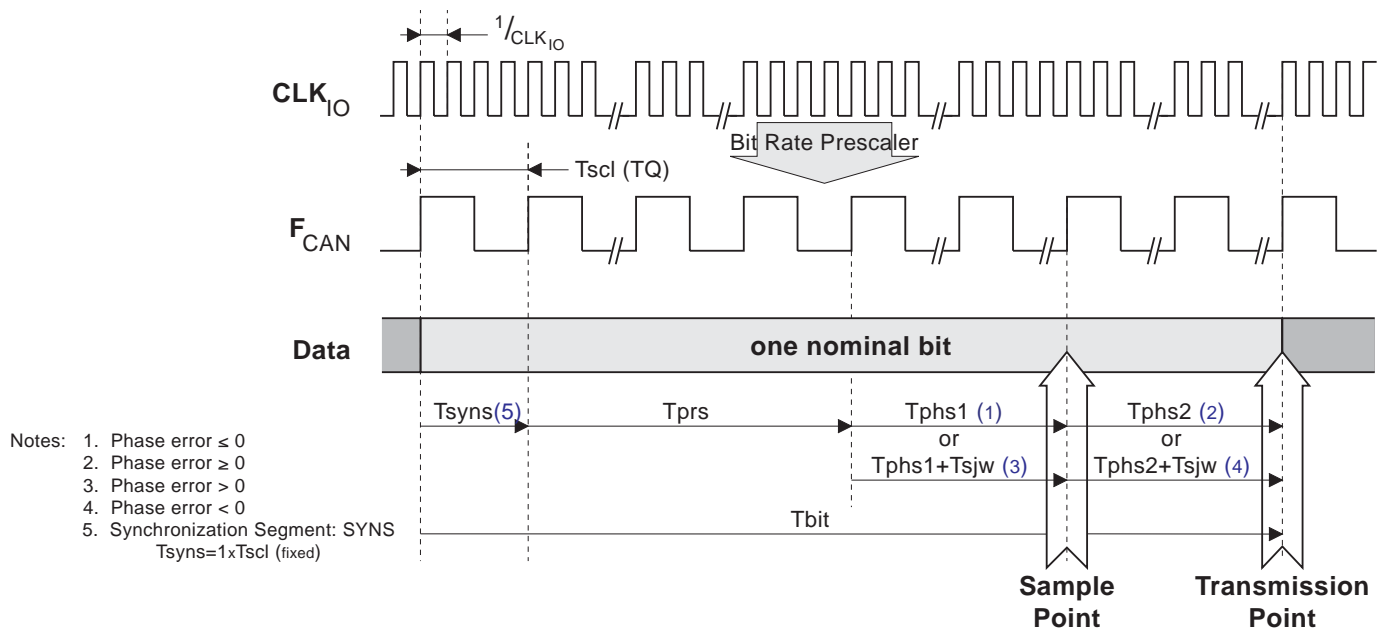 1/CLKIO
CLKIO
Bit Rate Prescaler
Tscl (TQ)
FCAN
Data
one nominal bit
Tsyns(5)
Tprs
Tphs1 (1)
or
Tphs1+Tsjw (3)
Tphs2 (2)
or
Tphs2+Tsjw (4)
Tbit
Notes: 1. Phase error ≤ 0
2. Phase error ≥ 0
3. Phase error > 0
4. Phase error < 0
5. Synchronization Segment: SYNS
Tsyns=1xTscl (fixed)
Sample
Point
Transmission
Point